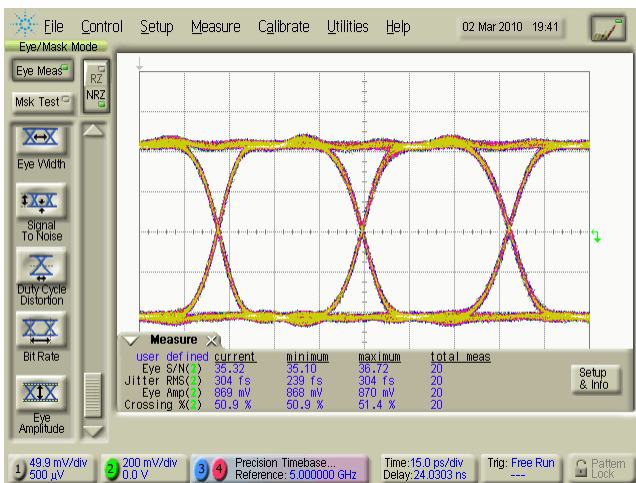 File Control Setup Measure Calibrate Utilities Help 02 Mar 2010 19:41
Eye/Mask Mode
Eye Meas
RZ
NRZ
Msk Test
Eye Width
Signal
To Noise
Duty Cycle
Distortion
Bit Rate
Eye
Amplitude
Measure
user defined current minimum maximum total meas
Eye S/N(2) 35.32 35.10 36.72 20
Jitter RMS(2) 304 fs 239 fs 304 fs 20
Eye Amp(2) 869 mV 868 mV 870 mV 20
Crossing %(2) 50.9 % 50.9 % 51.4 % 20
Setup
& Info
1 49.9 mV/div
500 µV
2 200 mV/div
0.0 V
3 4 Precision Timebase...
Reference: 5.000000 GHz
Time:15.0 ps/div
Delay:24.0303 ns
Trig: Free Run
---
Pattern
Lock